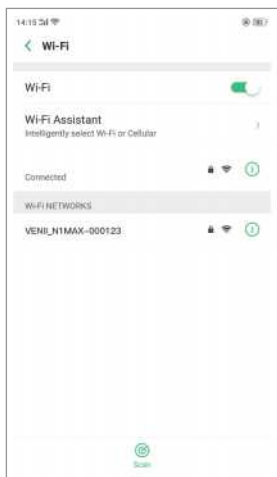 14:15
Wi-Fi
Wi-Fi
Wi-Fi Assistant
Intelligently select Wi-Fi or Cellular
Connected
Wi-Fi NETWORKS
VENII_N1MAX-000123
Scan